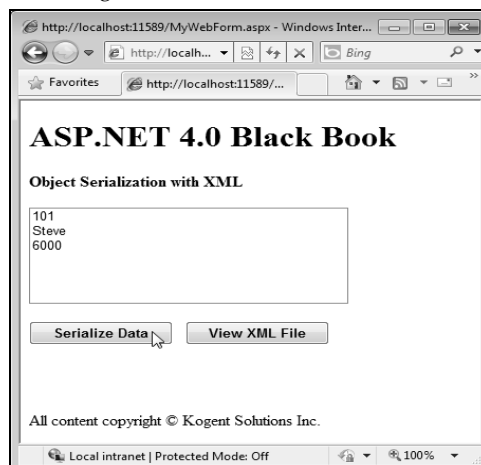 http://localhost:11589/MyWebForm.aspx - Windows Inter...
http://localh...
Bing
Favorites
http://localhost:11589/...
ASP.NET 4.0 Black Book
Object Serialization with XML
101
Steve
6000
Serialize Data
View XML File
All content copyright © Kogent Solutions Inc.
Local intranet | Protected Mode: Off
100%